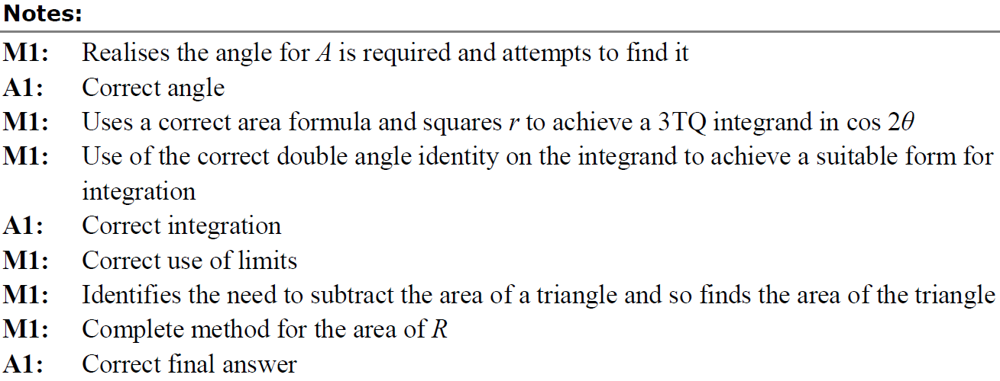 Notes:
M1: Realises the angle for A is required and attempts to find it
A1: Correct angle
M1: Uses a correct area formula and squares r to achieve a 3TQ integrand in cos 2θ
M1: Use of the correct double angle identity on the integrand to achieve a suitable form for
integration
A1: Correct integration
M1: Correct use of limits
M1: Identifies the need to subtract the area of a triangle and so finds the area of the triangle
M1: Complete method for the area of R
A1: Correct final answer